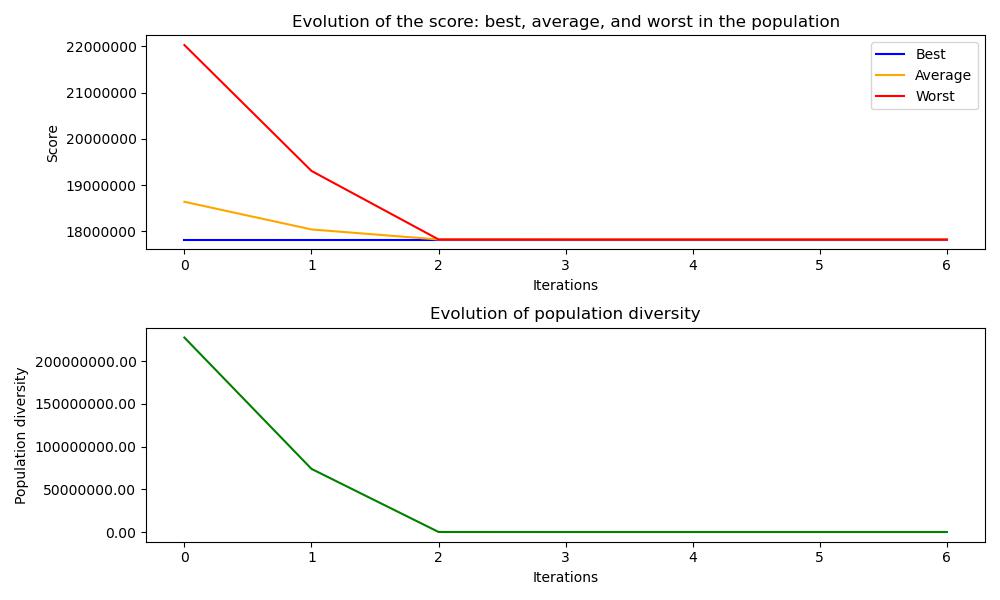 Evolution of the score: best, average, and worst in the population
22000000
21000000
20000000
19000000
18000000
Score
Best
Average
Worst
0 1 2 3 4 5 6
Iterations
Evolution of population diversity
200000000.00
150000000.00
100000000.00
50000000.00
0.00
Population diversity
0 1 2 3 4 5 6
Iterations